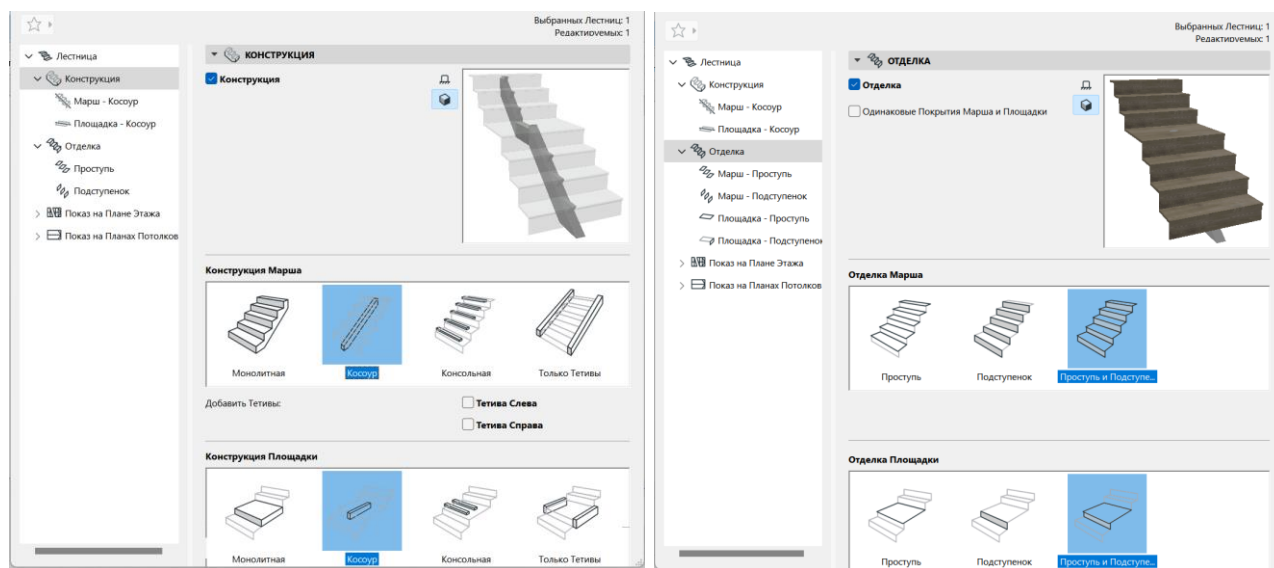 Выбранных Лестниц: 1
Редактируемых: 1
Лестница
Конструкция
Марш - Косоур
Площадка - Косоур
Отделка
Проступь
Подступенок
Показ на Плане Этажа
Показ на Планах Потолков
КОНСТРУКЦИЯ
Конструкция
Конструкция Марша
Монолитная Косоур Консольная Только Тетивы
Добавить Тетивы: Тетива Слева
Тетива Справа
Конструкция Площадки
Монолитная Косоур Консольная Только Тетивы
Выбранных Лестниц: 1
Редактируемых: 1
Лестница
Конструкция
Марш - Косоур
Площадка - Косоур
Отделка
Марш - Проступь
Марш - Подступенок
Площадка - Проступь
Площадка - Подступенок
Показ на Плане Этажа
Показ на Планах Потолков
ОТДЕЛКА
Отделка
Одинаковые Покрытия Марша и Площадки
Отделка Марша
Проступь Подступенок Проступь и Подступе...
Отделка Площадки
Проступь Подступенок Проступь и Подступе...